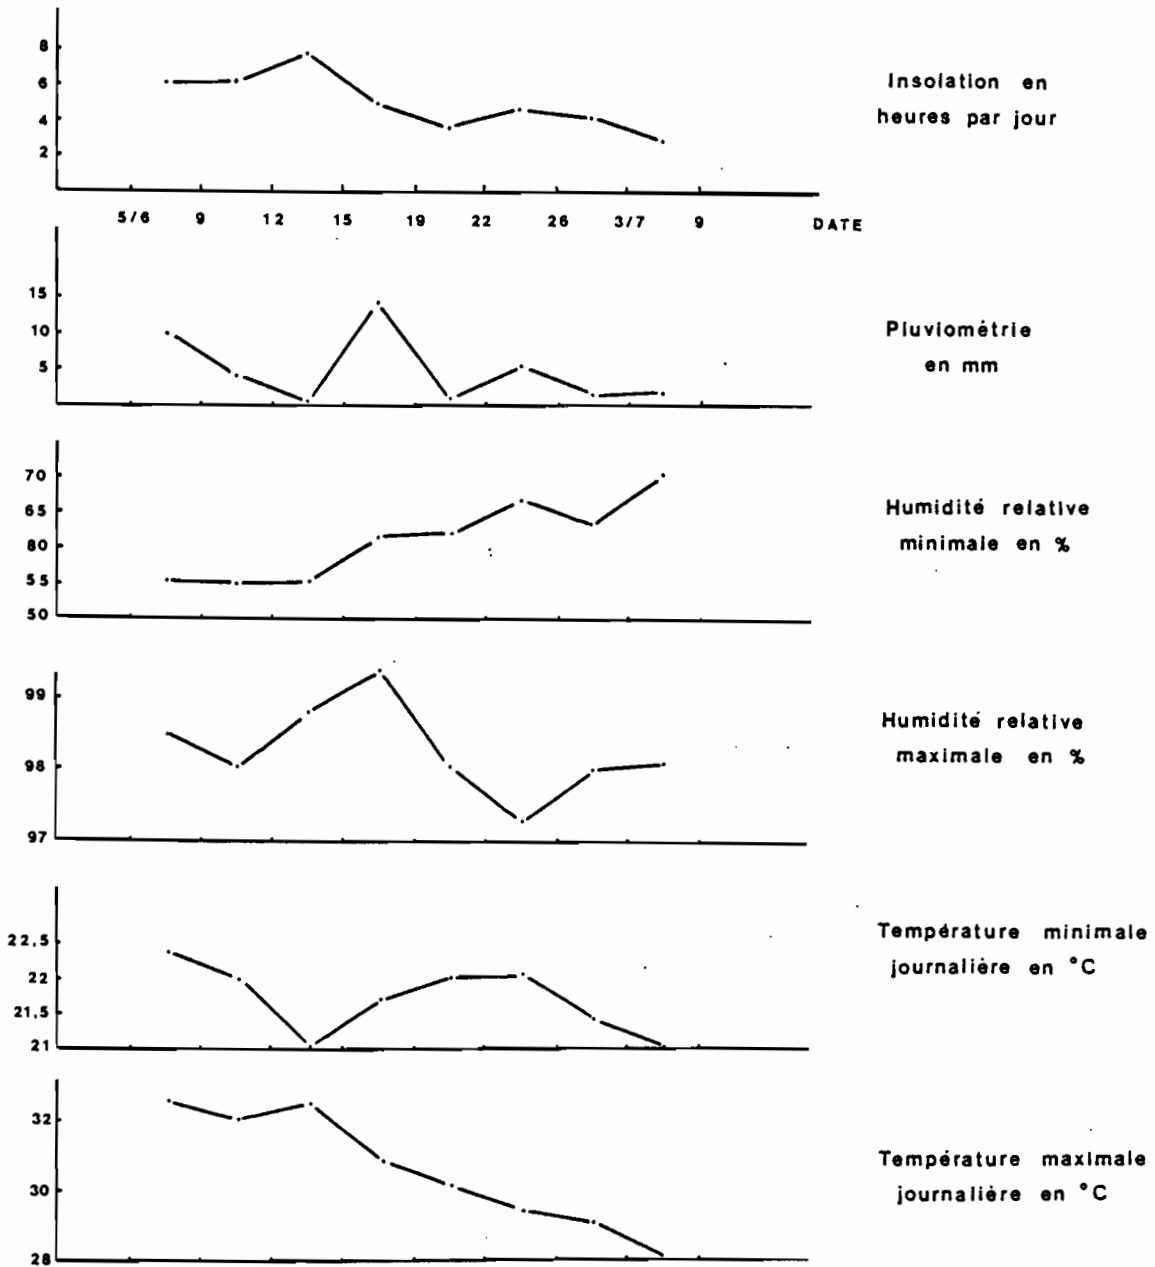 8
6
4
2
Insolation en
heures par jour
5/6 9 12 15 19 22 26 3/7 9 DATE
15
10
5
Pluviométrie
en mm
70
65
80
55
50
Humidité relative
minimale en %
99
98
97
Humidité relative
maximale en %
22.5
22
21.5
21
Température minimale
journalière en °C
32
30
28
Température maximale
journalière en °C